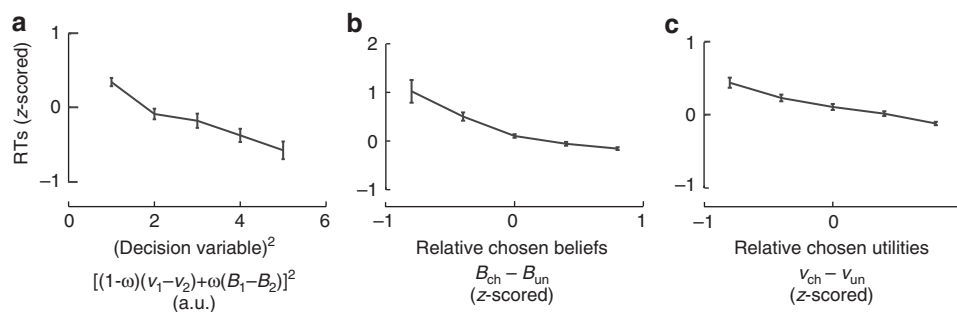 a
1
0
−1
RTs (z-scored)
0 2 4 6
(Decision variable)²
[(1-ω)(v₁−v₂)+ω(B₁−B₂)]²
(a.u.)
b
2
1
0
−1
−1 0 1
Relative chosen beliefs
B_ch − B_un
(z-scored)
c
1
0
−1
−1 0
Relative chosen utilities
v_ch − v_un
(z-scored)